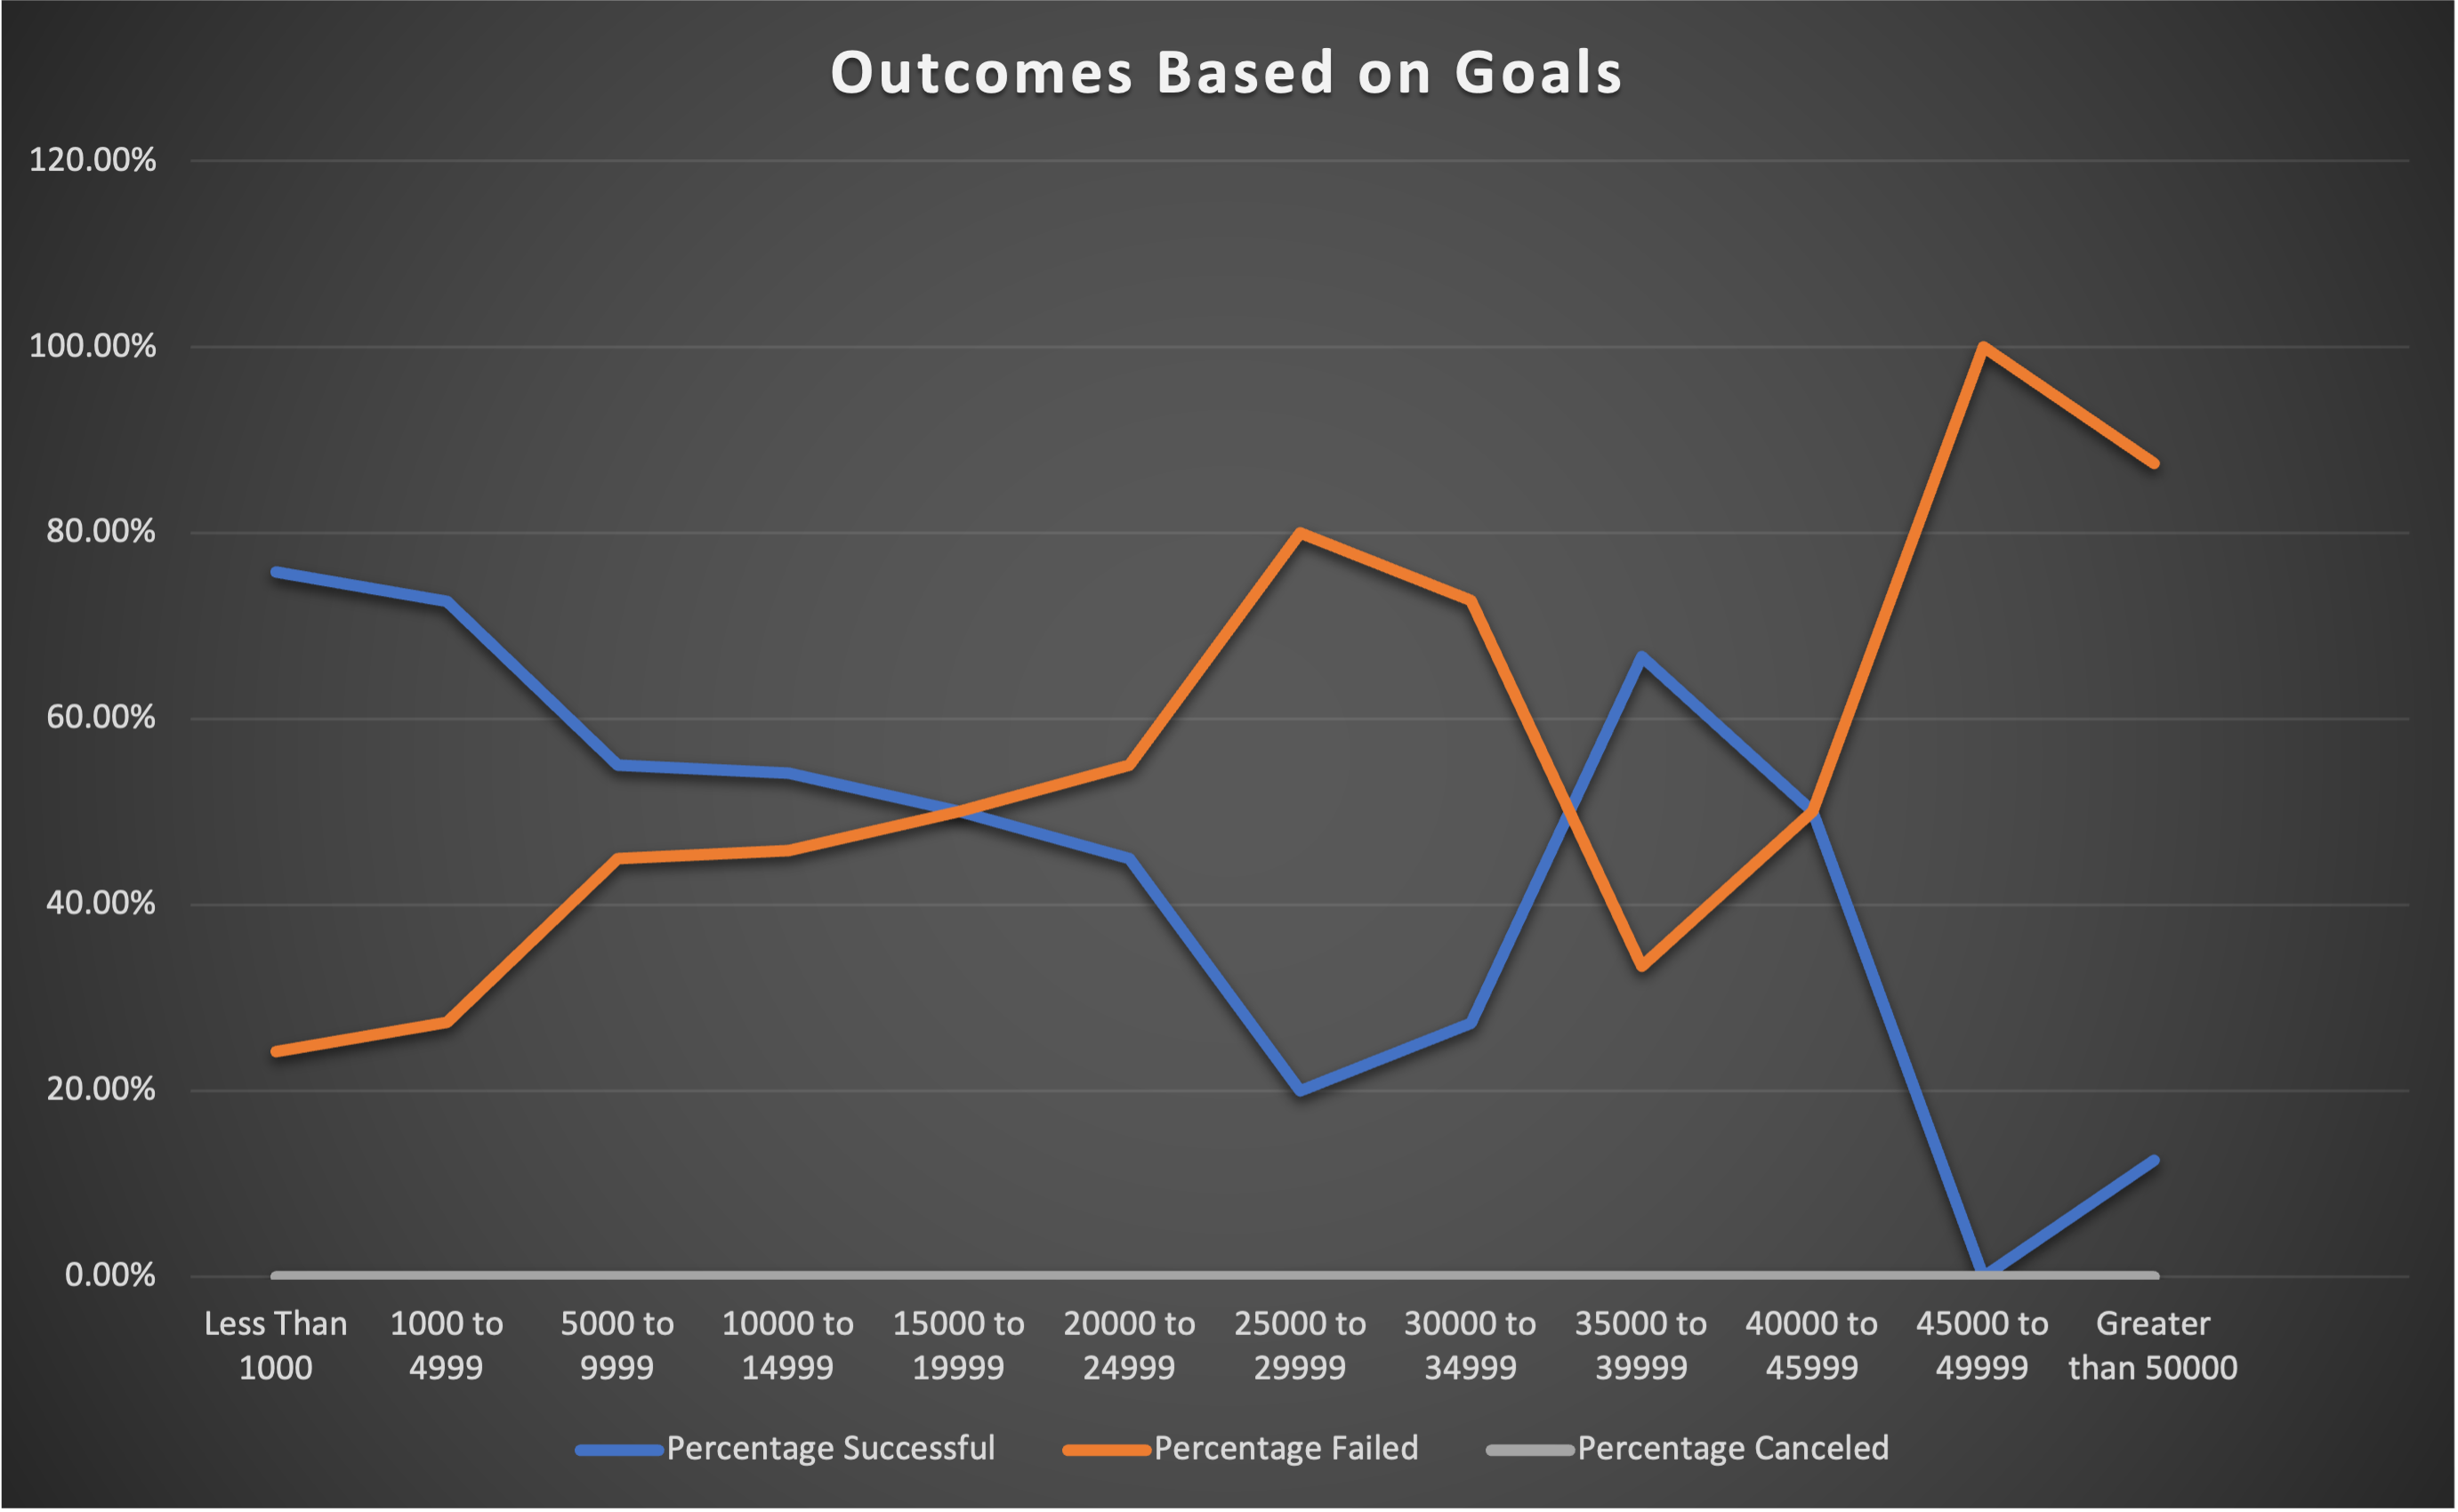 Outcomes Based on Goals
120.00%
100.00%
80.00%
60.00%
40.00%
20.00%
0.00%
Less Than 1000
1000 to 4999
5000 to 9999
10000 to 14999
15000 to 19999
20000 to 24999
25000 to 29999
30000 to 34999
35000 to 39999
40000 to 45999
45000 to 49999
Greater than 50000
Percentage Successful
Percentage Failed
Percentage Canceled